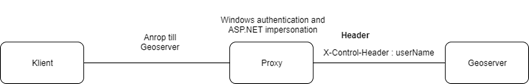 Windows authentication and
ASP.NET impersonation
Anrop till
Geoserver
Header
X-Control-Header : userName
Klient
Proxy
Geoserver